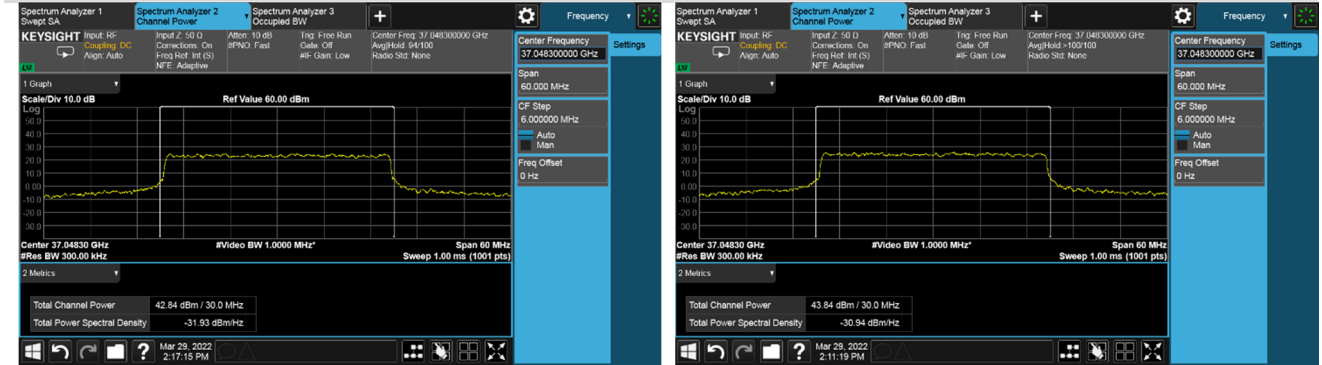 Spectrum Analyzer 1
Swept SA
Spectrum Analyzer 2
Channel Power
Spectrum Analyzer 3
Occupied BW
Frequency
KEYSIGHT
Input: RF
Coupling: DC
Align: Auto
Input Z: 50 Ω
Corrections: On
Freq Ref: Int (S)
NFE: Adaptive
Atten: 10 dB
#PNO: Fast
Trig: Free Run
Gate: Off
#IF Gain: Low
Center Freq: 37.048300000 GHz
Avg|Hold: 94/100
Radio Std: None
LXI
1 Graph
Scale/Div 10.0 dB
Ref Value 60.00 dBm
Log
50.0
40.0
30.0
20.0
10.0
0.00
-10.0
-20.0
-30.0
Center 37.04830 GHz
#Res BW 300.00 kHz
#Video BW 1.0000 MHz*
Span 60 MHz
Sweep 1.00 ms (1001 pts)
2 Metrics
Total Channel Power 42.84 dBm / 30.0 MHz
Total Power Spectral Density -31.93 dBm/Hz
Mar 29, 2022
2:17:15 PM
Center Frequency
37.048300000 GHz
Settings
Span
60.000 MHz
CF Step
6.000000 MHz
Auto
Man
Freq Offset
0 Hz
Spectrum Analyzer 1
Swept SA
Spectrum Analyzer 2
Channel Power
Spectrum Analyzer 3
Occupied BW
Frequency
KEYSIGHT
Input: RF
Coupling: DC
Align: Auto
Input Z: 50 Ω
Corrections: On
Freq Ref: Int (S)
NFE: Adaptive
Atten: 10 dB
#PNO: Fast
Trig: Free Run
Gate: Off
#IF Gain: Low
Center Freq: 37.048300000 GHz
Avg|Hold: >100/100
Radio Std: None
LXI
1 Graph
Scale/Div 10.0 dB
Ref Value 60.00 dBm
Log
50.0
40.0
30.0
20.0
10.0
0.00
-10.0
-20.0
-30.0
Center 37.04830 GHz
#Res BW 300.00 kHz
#Video BW 1.0000 MHz*
Span 60 MHz
Sweep 1.00 ms (1001 pts)
2 Metrics
Total Channel Power 43.84 dBm / 30.0 MHz
Total Power Spectral Density -30.94 dBm/Hz
Mar 29, 2022
2:11:19 PM
Center Frequency
37.048300000 GHz
Settings
Span
60.000 MHz
CF Step
6.000000 MHz
Auto
Man
Freq Offset
0 Hz